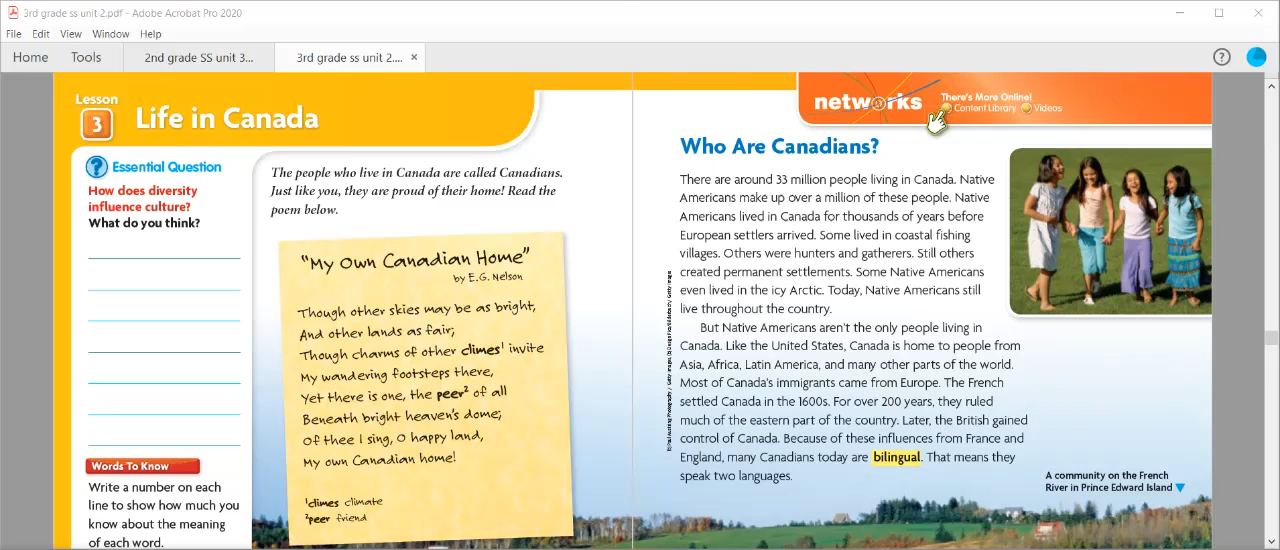 3rd grade ss unit 2.pdf - Adobe Acrobat Pro 2020
File Edit View Window Help
Home Tools 2nd grade SS unit 3... 3rd grade ss unit 2.... ×
Lesson
3
Life in Canada
? Essential Question
How does diversity
influence culture?
What do you think?
Words To Know
Write a number on each
line to show how much you
know about the meaning
of each word.
The people who live in Canada are called Canadians.
Just like you, they are proud of their home! Read the
poem below.
"My Own Canadian Home"
by E.G. Nelson
Though other skies may be as bright,
And other lands as fair;
Though charms of other climes¹ invite
My wandering footsteps there,
Yet there is one, the peer² of all
Beneath bright heaven's dome;
Of thee I sing, O happy land,
My own Canadian home!
¹climes climate
²peer friend
networks
There's More Online!
Content Library Videos
Who Are Canadians?
There are around 33 million people living in Canada. Native
Americans make up over a million of these people. Native
Americans lived in Canada for thousands of years before
European settlers arrived. Some lived in coastal fishing
villages. Others were hunters and gatherers. Still others
created permanent settlements. Some Native Americans
even lived in the icy Arctic. Today, Native Americans still
live throughout the country.
But Native Americans aren't the only people living in
Canada. Like the United States, Canada is home to people from
Asia, Africa, Latin America, and many other parts of the world.
Most of Canada's immigrants came from Europe. The French
settled Canada in the 1600s. For over 200 years, they ruled
much of the eastern part of the country. Later, the British gained
control of Canada. Because of these influences from France and
England, many Canadians today are bilingual. That means they
speak two languages.
A community on the French
River in Prince Edward Island